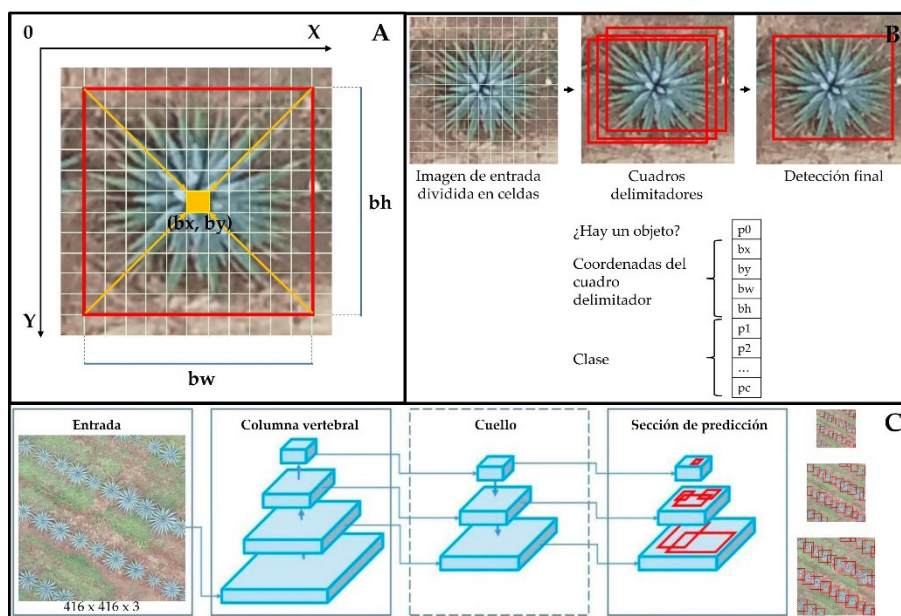 0
X
A
(bx, by)
bh
Y
bw
B
Imagen de entrada
dividida en celdas
Cuadros
delimitadores
Detección final
¿Hay un objeto?
Coordenadas del
cuadro
delimitador
Clase
p0
bx
by
bw
bh
p1
p2
...
pc
C
Entrada
Columna vertebral
Cuello
Sección de predicción
416 x 416 x 3